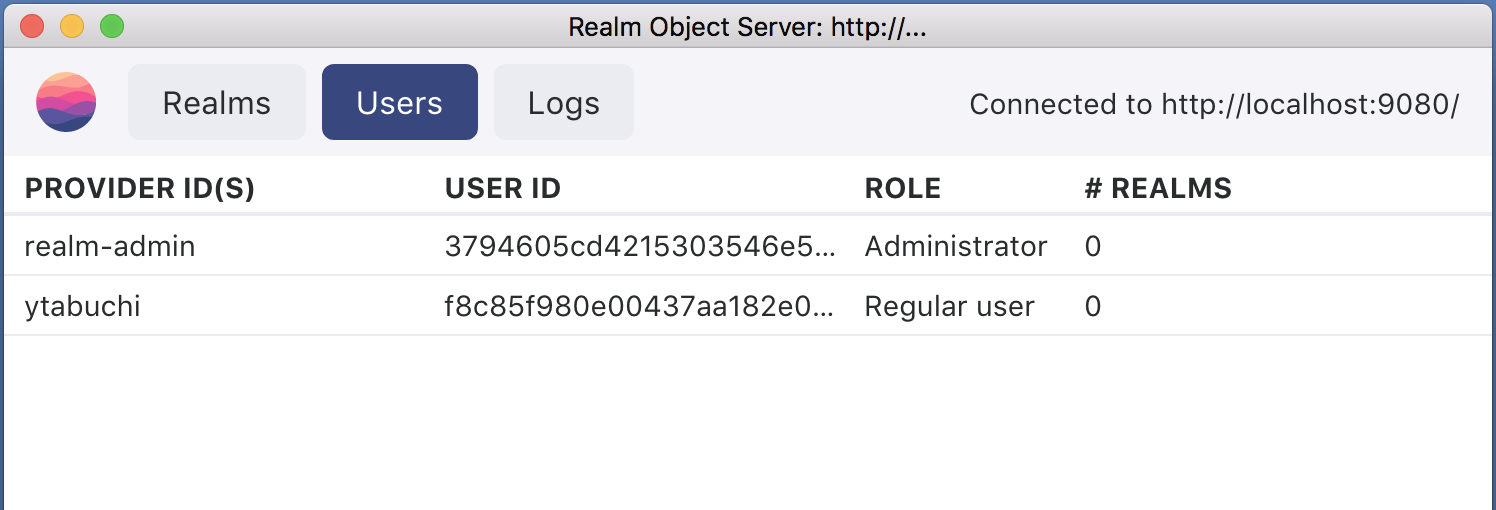 Realm Object Server: http://...
Realms Users Logs Connected to http://localhost:9080/
PROVIDER ID(S) USER ID ROLE # REALMS
realm-admin 3794605cd4215303546e5... Administrator 0
ytabuchi f8c85f980e00437aa182e0... Regular user 0